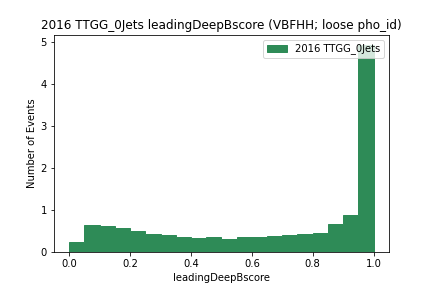 2016 TTGG_0Jets leadingDeepBscore (VBFHH; loose pho_id)
2016 TTGG_0Jets
Number of Events
5
4
3
2
1
0
0.0 0.2 0.4 0.6 0.8 1.0
leadingDeepBscore